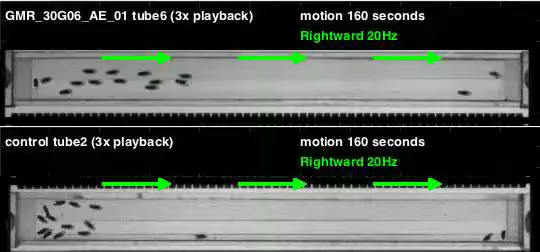 GMR_30G06_AE_01 tube6 (3x playback)
motion 160 seconds
Rightward 20Hz
control tube2 (3x playback)
motion 160 seconds
Rightward 20Hz